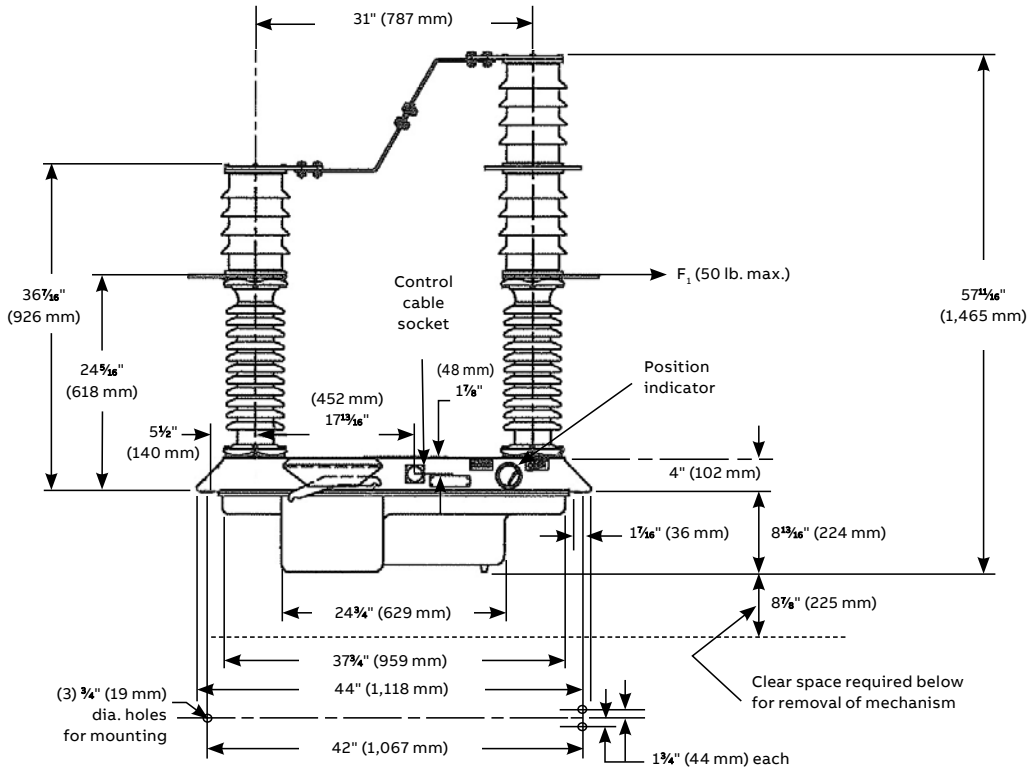 31" (787 mm)
F₁ (50 lb. max.)
Control
cable
socket
36⁷⁄₁₆"
(926 mm)
57¹¹⁄₁₆"
(1,465 mm)
24⁵⁄₁₆"
(618 mm)
(48 mm)
1⁷⁄₈"
Position
indicator
(452 mm)
17¹³⁄₁₆"
5½"
(140 mm)
4" (102 mm)
1⁷⁄₁₆" (36 mm)
8¹³⁄₁₆" (224 mm)
24¾" (629 mm)
8⁷⁄₈" (225 mm)
37¾" (959 mm)
44" (1,118 mm)
Clear space required below
for removal of mechanism
(3) ¾" (19 mm)
dia. holes
for mounting
42" (1,067 mm)
1¾" (44 mm) each